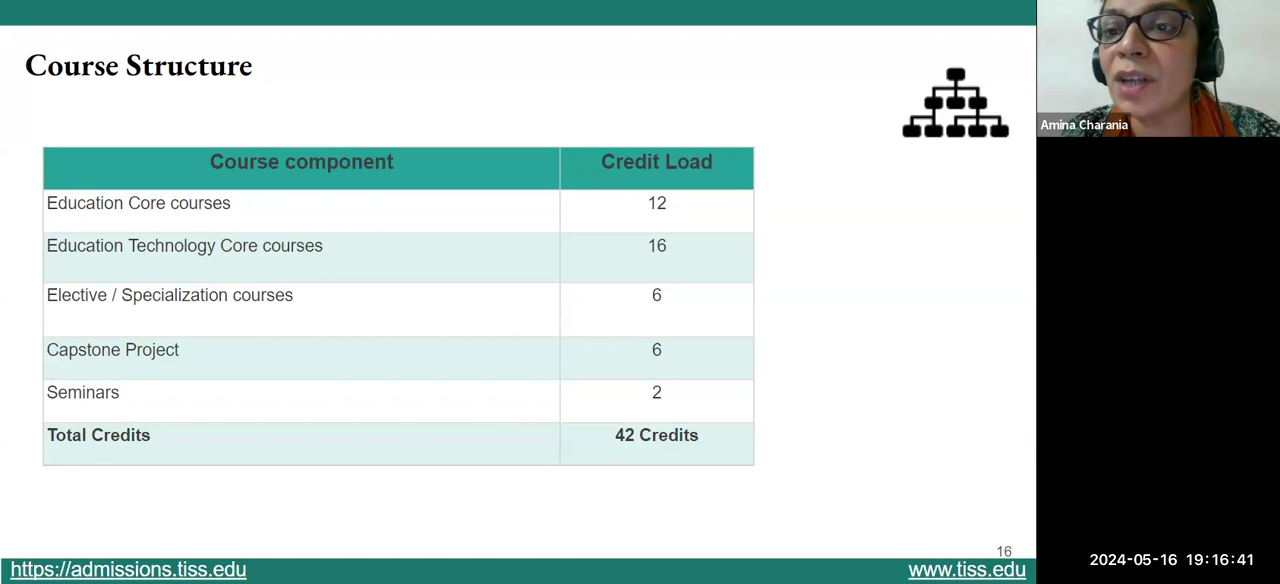 Course Structure
Amina Charania
Course component Credit Load
Education Core courses 12
Education Technology Core courses 16
Elective / Specialization courses 6
Capstone Project 6
Seminars 2
Total Credits 42 Credits
16
https://admissions.tiss.edu www.tiss.edu
2024-05-16 19:16:41